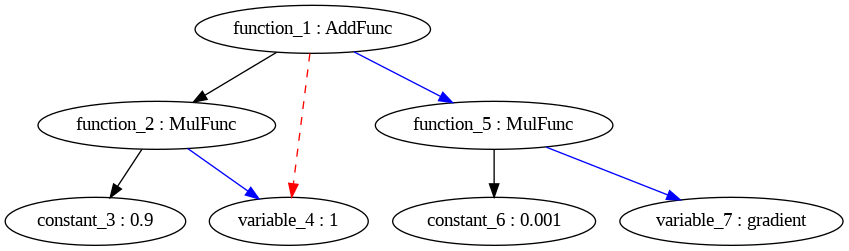 function_1 : AddFunc
function_2 : MulFunc
function_5 : MulFunc
constant_3 : 0.9
variable_4 : 1
constant_6 : 0.001
variable_7 : gradient